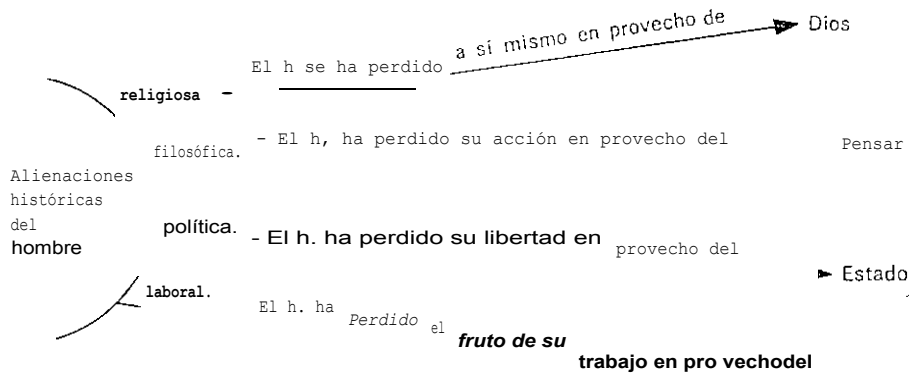 a sí mismo en provecho de Dios
El h se ha perdido
religiosa -
filosófica. - El h, ha perdido su acción en provecho del Pensar
Alienaciones
históricas
del
hombre
política. - El h. ha perdido su libertad en provecho del
Estado
laboral. El h. ha Perdido el fruto de su
trabajo en pro vechodel